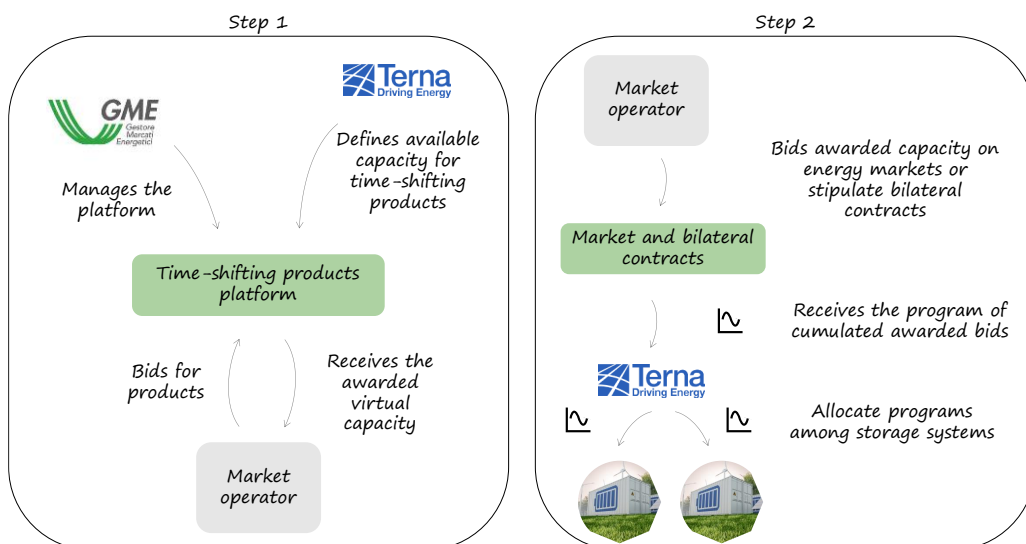 Step 1
GME
Gestore
Mercati
Energetici
Terna
Driving Energy
Manages the
platform
Defines available
capacity for
time-shifting
products
Time-shifting products
platform
Bids for
products
Receives the
awarded
virtual
capacity
Market
operator
Step 2
Market
operator
Bids awarded capacity on
energy markets or
stipulate bilateral
contracts
Market and bilateral
contracts
Receives the program of
cumulated awarded bids
Terna
Driving Energy
Allocate programs
among storage systems